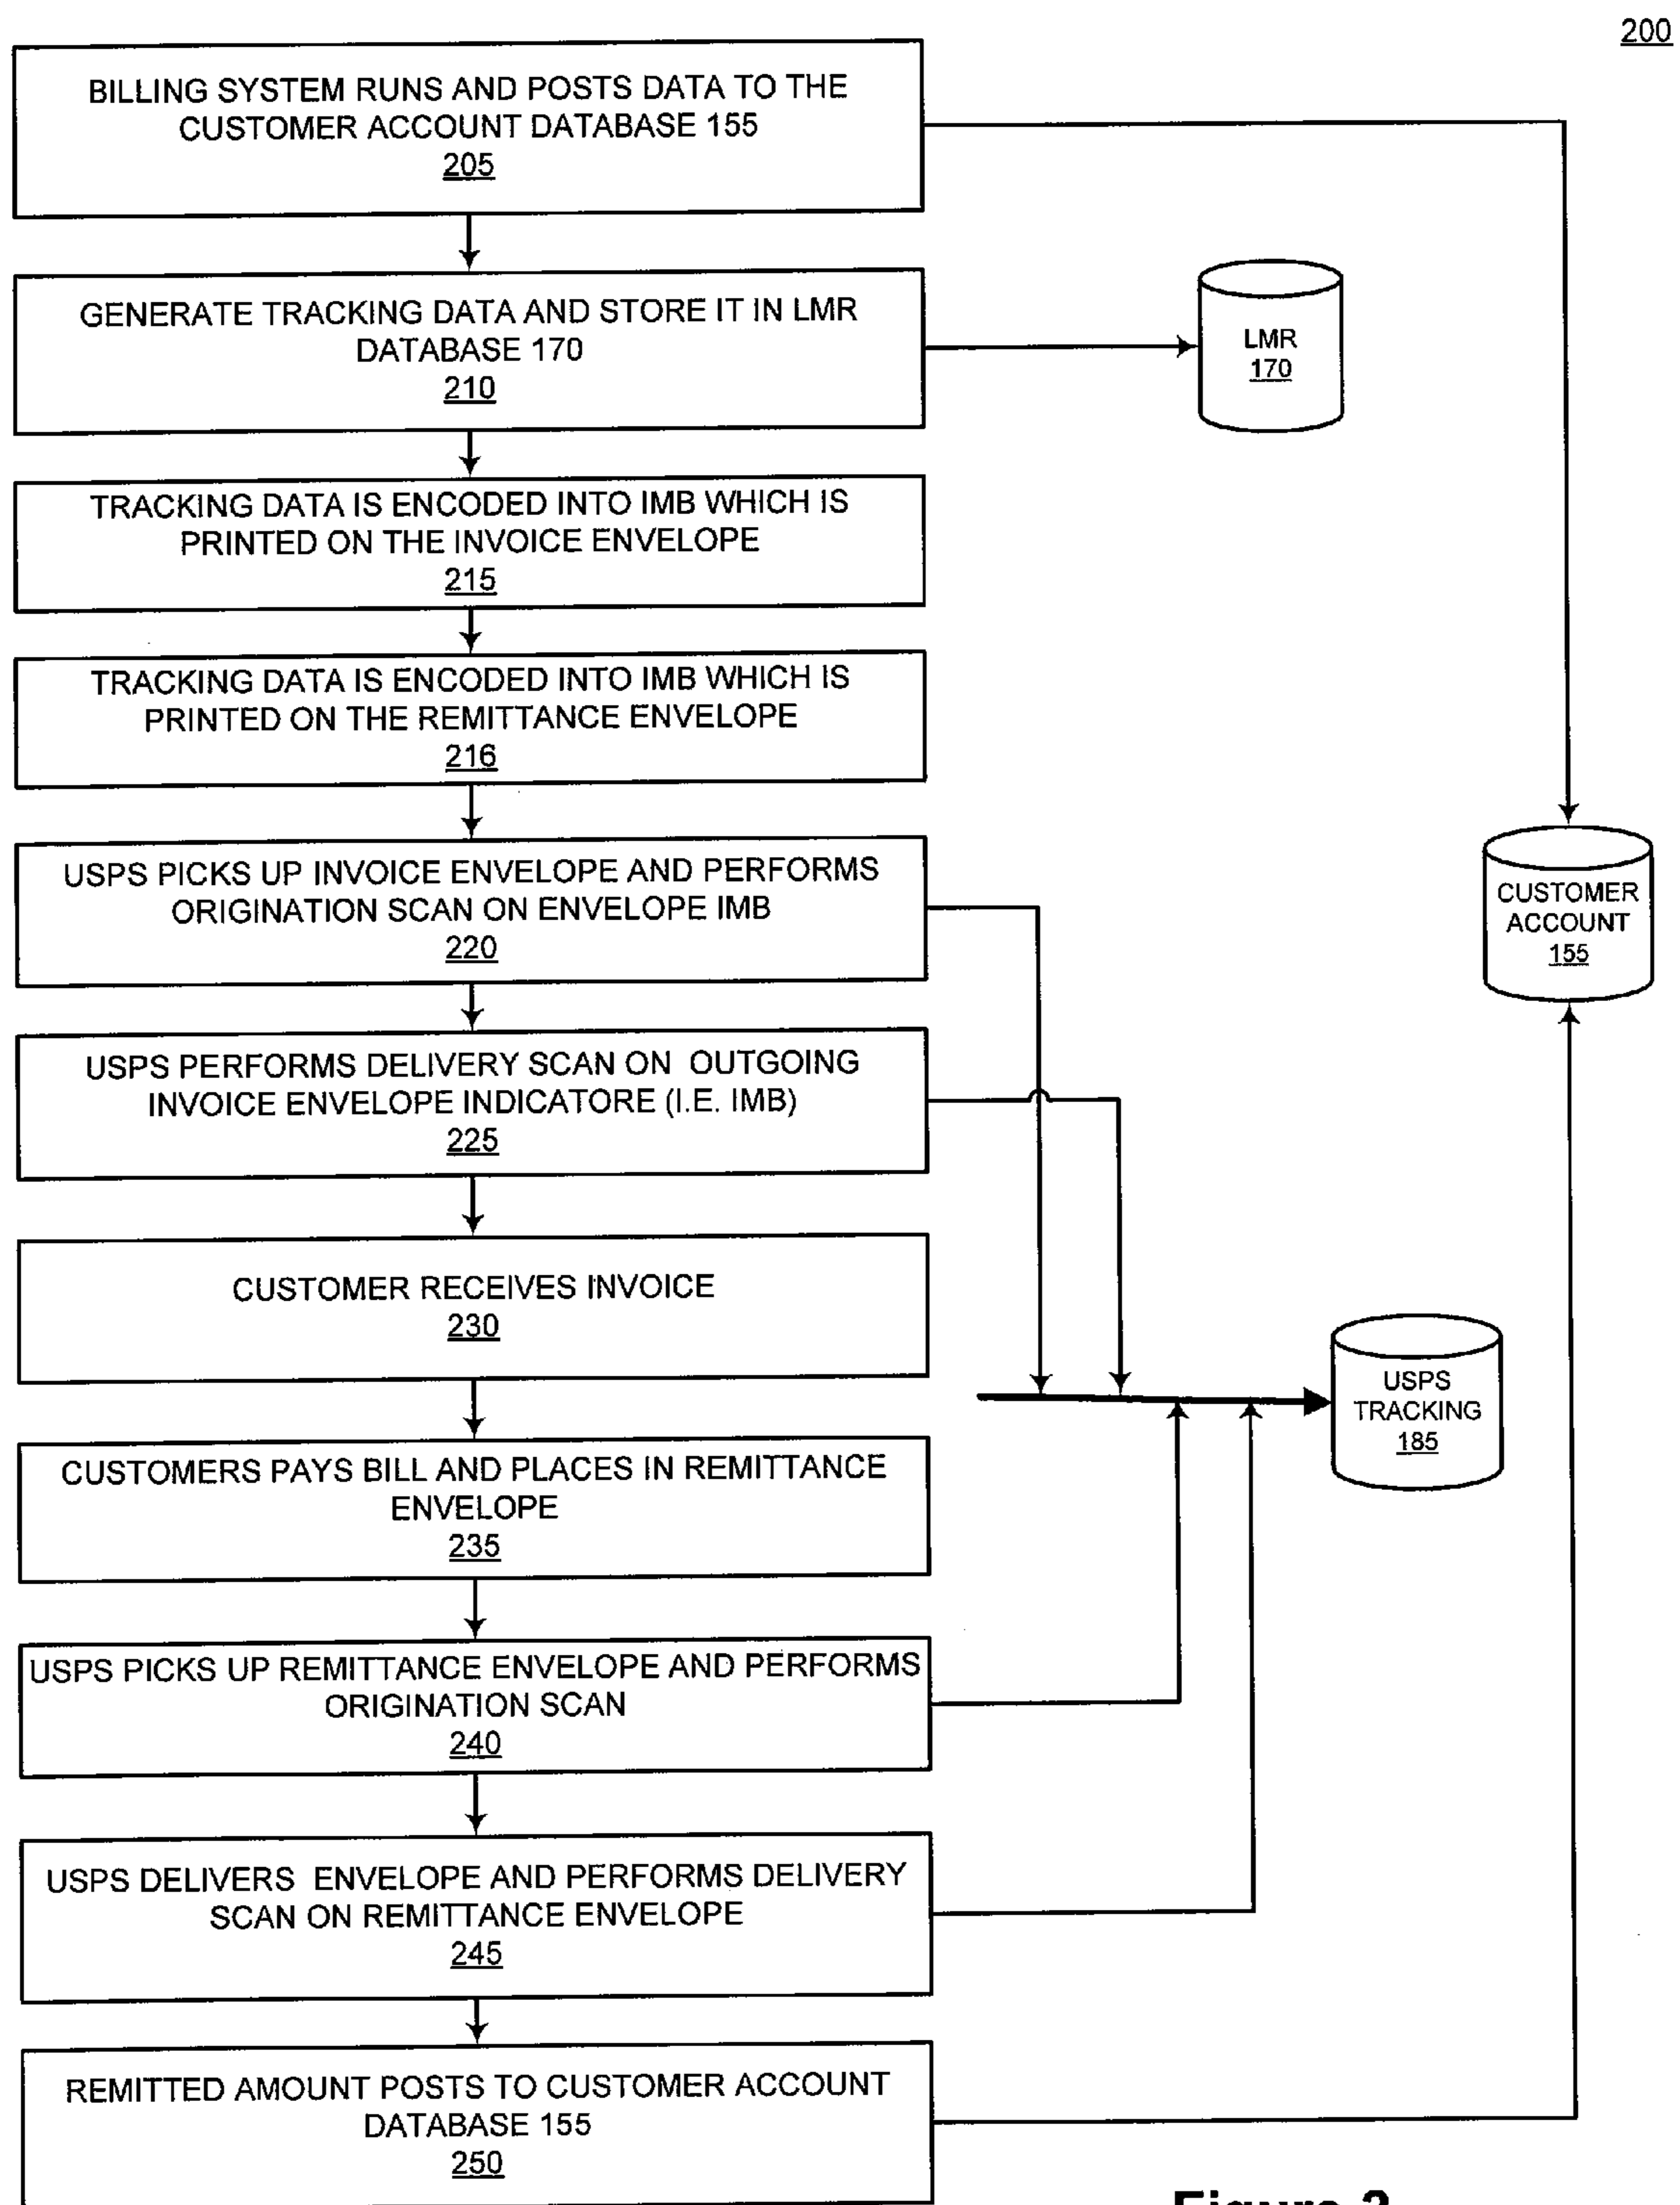 200
BILLING SYSTEM RUNS AND POSTS DATA TO THE
CUSTOMER ACCOUNT DATABASE 155
205
GENERATE TRACKING DATA AND STORE IT IN LMR
DATABASE 170
210
LMR
170
TRACKING DATA IS ENCODED INTO IMB WHICH IS
PRINTED ON THE INVOICE ENVELOPE
215
TRACKING DATA IS ENCODED INTO IMB WHICH IS
PRINTED ON THE REMITTANCE ENVELOPE
216
USPS PICKS UP INVOICE ENVELOPE AND PERFORMS
ORIGINATION SCAN ON ENVELOPE IMB
220
CUSTOMER
ACCOUNT
155
USPS PERFORMS DELIVERY SCAN ON OUTGOING
INVOICE ENVELOPE INDICATORE (I.E. IMB)
225
CUSTOMER RECEIVES INVOICE
230
USPS
TRACKING
185
CUSTOMERS PAYS BILL AND PLACES IN REMITTANCE
ENVELOPE
235
USPS PICKS UP REMITTANCE ENVELOPE AND PERFORMS
ORIGINATION SCAN
240
USPS DELIVERS ENVELOPE AND PERFORMS DELIVERY
SCAN ON REMITTANCE ENVELOPE
245
REMITTED AMOUNT POSTS TO CUSTOMER ACCOUNT
DATABASE 155
250
Figure